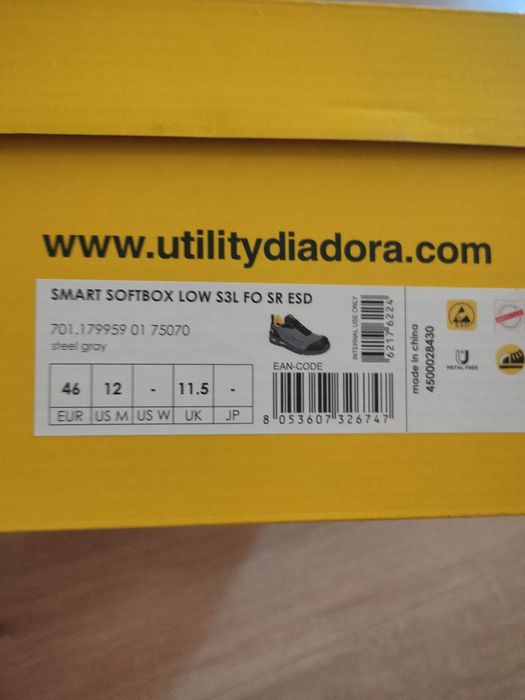 www.utilitydiadora.com
SMART SOFTBOX LOW S3L FO SR ESD
701.179959 01 75070
steel gray
46 12 - 11.5 -
EUR US M US W UK JP
EAN-CODE
8 053607 326747
INTERNAL USE ONLY
62176224
made in china
4500028430
ESD
METAL FREE